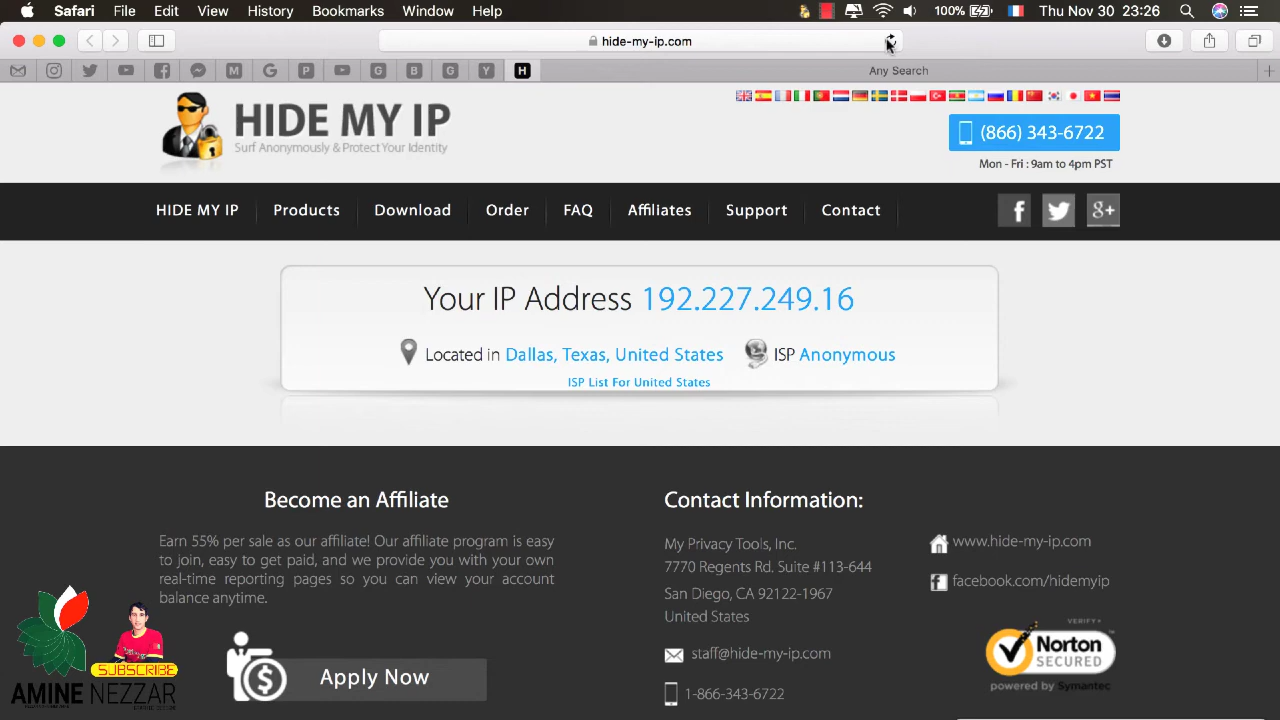 Safari File Edit View History Bookmarks Window Help 100% Thu Nov 30 23:26
hide-my-ip.com
M G P G B G Y H Any Search
HIDE MY IP
Surf Anonymously & Protect Your Identity
(866) 343-6722
Mon - Fri : 9am to 4pm PST
HIDE MY IP Products Download Order FAQ Affiliates Support Contact
Your IP Address 192.227.249.16
Located in Dallas, Texas, United States ISP Anonymous
ISP List For United States
Become an Affiliate
Earn 55% per sale as our affiliate! Our affiliate program is easy
to join, easy to get paid, and we provide you with your own
real-time reporting pages so you can view your account
balance anytime.
Apply Now
Contact Information:
My Privacy Tools, Inc.
7770 Regents Rd. Suite #113-644
San Diego, CA 92122-1967
United States
staff@hide-my-ip.com
1-866-343-6722
www.hide-my-ip.com
facebook.com/hidemyip
VERIFY
Norton
SECURED
powered by Symantec
SUBSCRIBE
AMINE NEZZAR